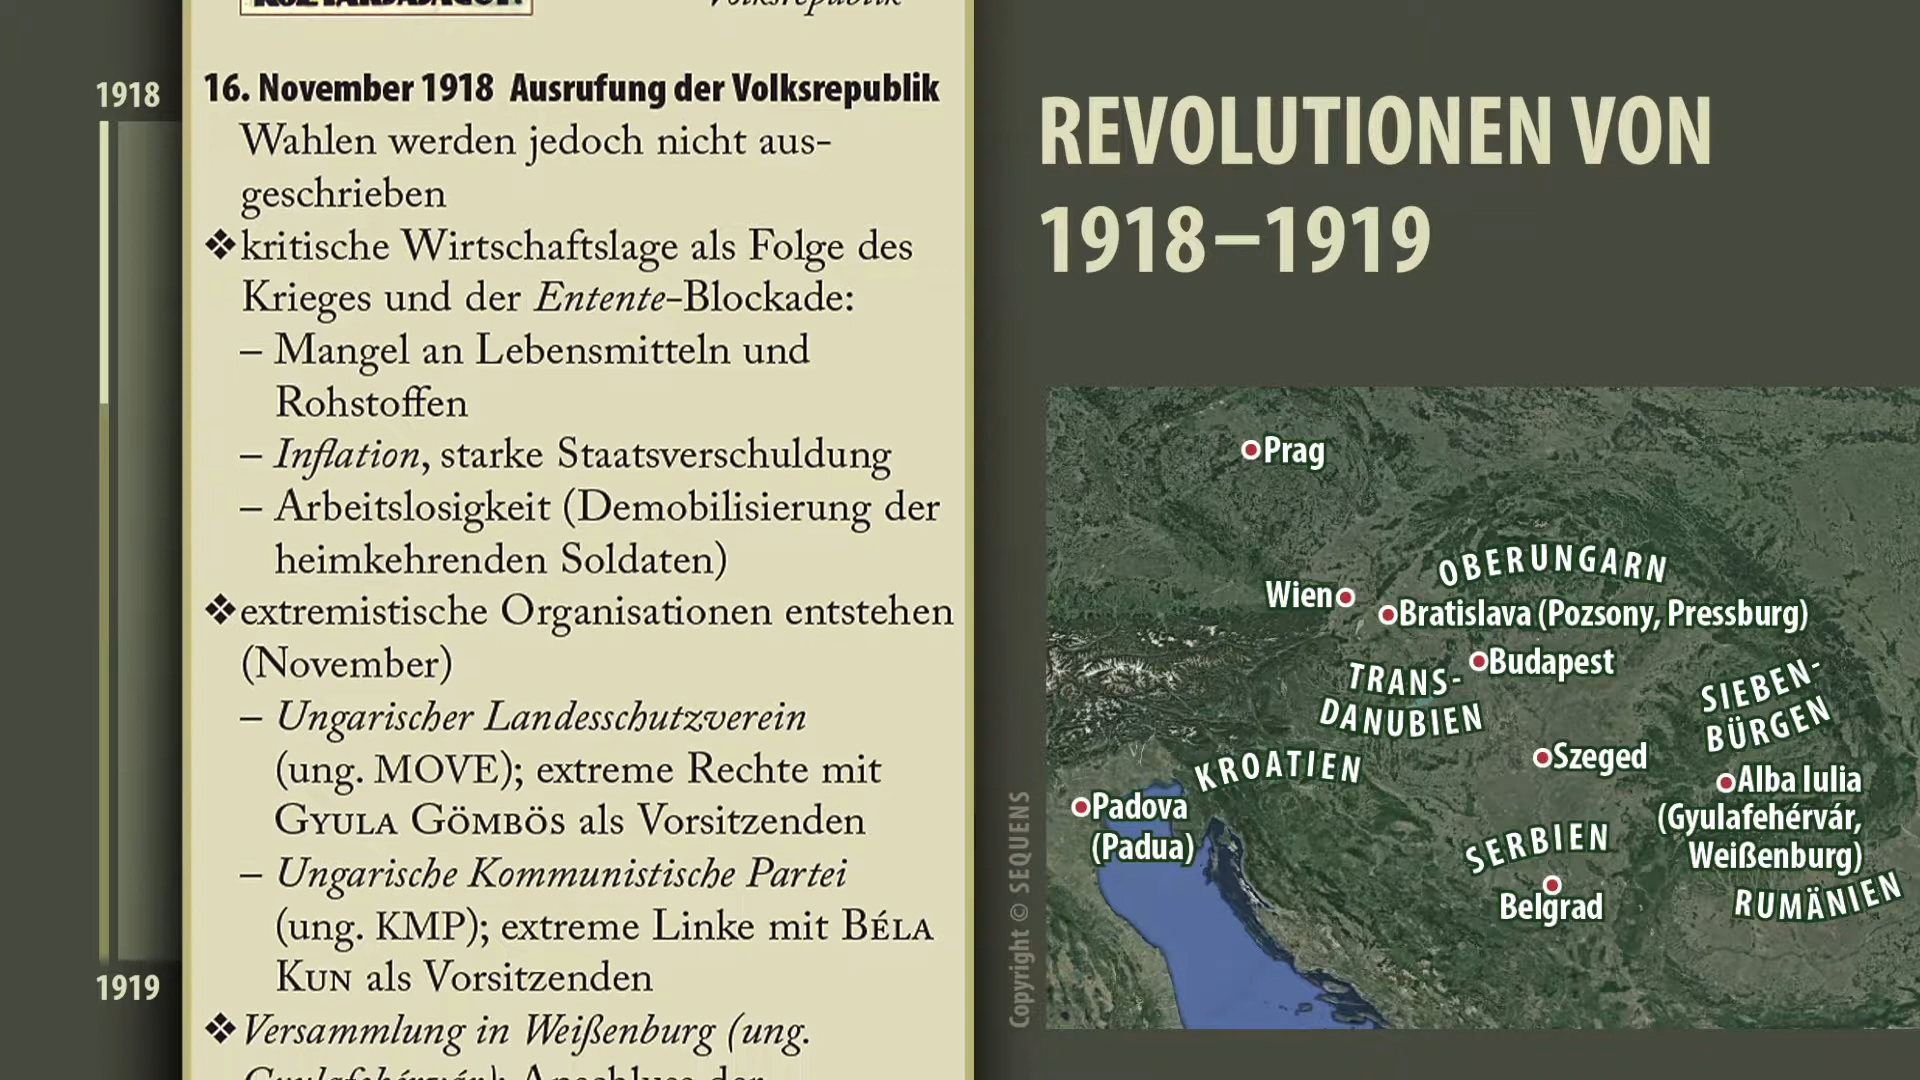 Volksrepublik
1918
16. November 1918 Ausrufung der Volksrepublik
Wahlen werden jedoch nicht aus-
geschrieben
❖kritische Wirtschaftslage als Folge des
Krieges und der Entente-Blockade:
– Mangel an Lebensmitteln und
Rohstoffen
– Inflation, starke Staatsverschuldung
– Arbeitslosigkeit (Demobilisierung der
heimkehrenden Soldaten)
❖extremistische Organisationen entstehen
(November)
– Ungarischer Landesschutzverein
(ung. MOVE); extreme Rechte mit
GYULA GÖMBÖS als Vorsitzenden
– Ungarische Kommunistische Partei
(ung. KMP); extreme Linke mit BÉLA
KUN als Vorsitzenden
❖Versammlung in Weißenburg (ung.
Gyulafehérvár): Anschluss der
1919
REVOLUTIONEN VON
1918–1919
Prag
OBERUNGARN
Wien
Bratislava (Pozsony, Pressburg)
Budapest
TRANS-
DANUBIEN
SIEBEN-
BÜRGEN
KROATIEN
Szeged
Alba Iulia
(Gyulafehérvár,
Weißenburg)
Padova
(Padua)
SERBIEN
Belgrad
RUMÄNIEN
Copyright © SEQUENS